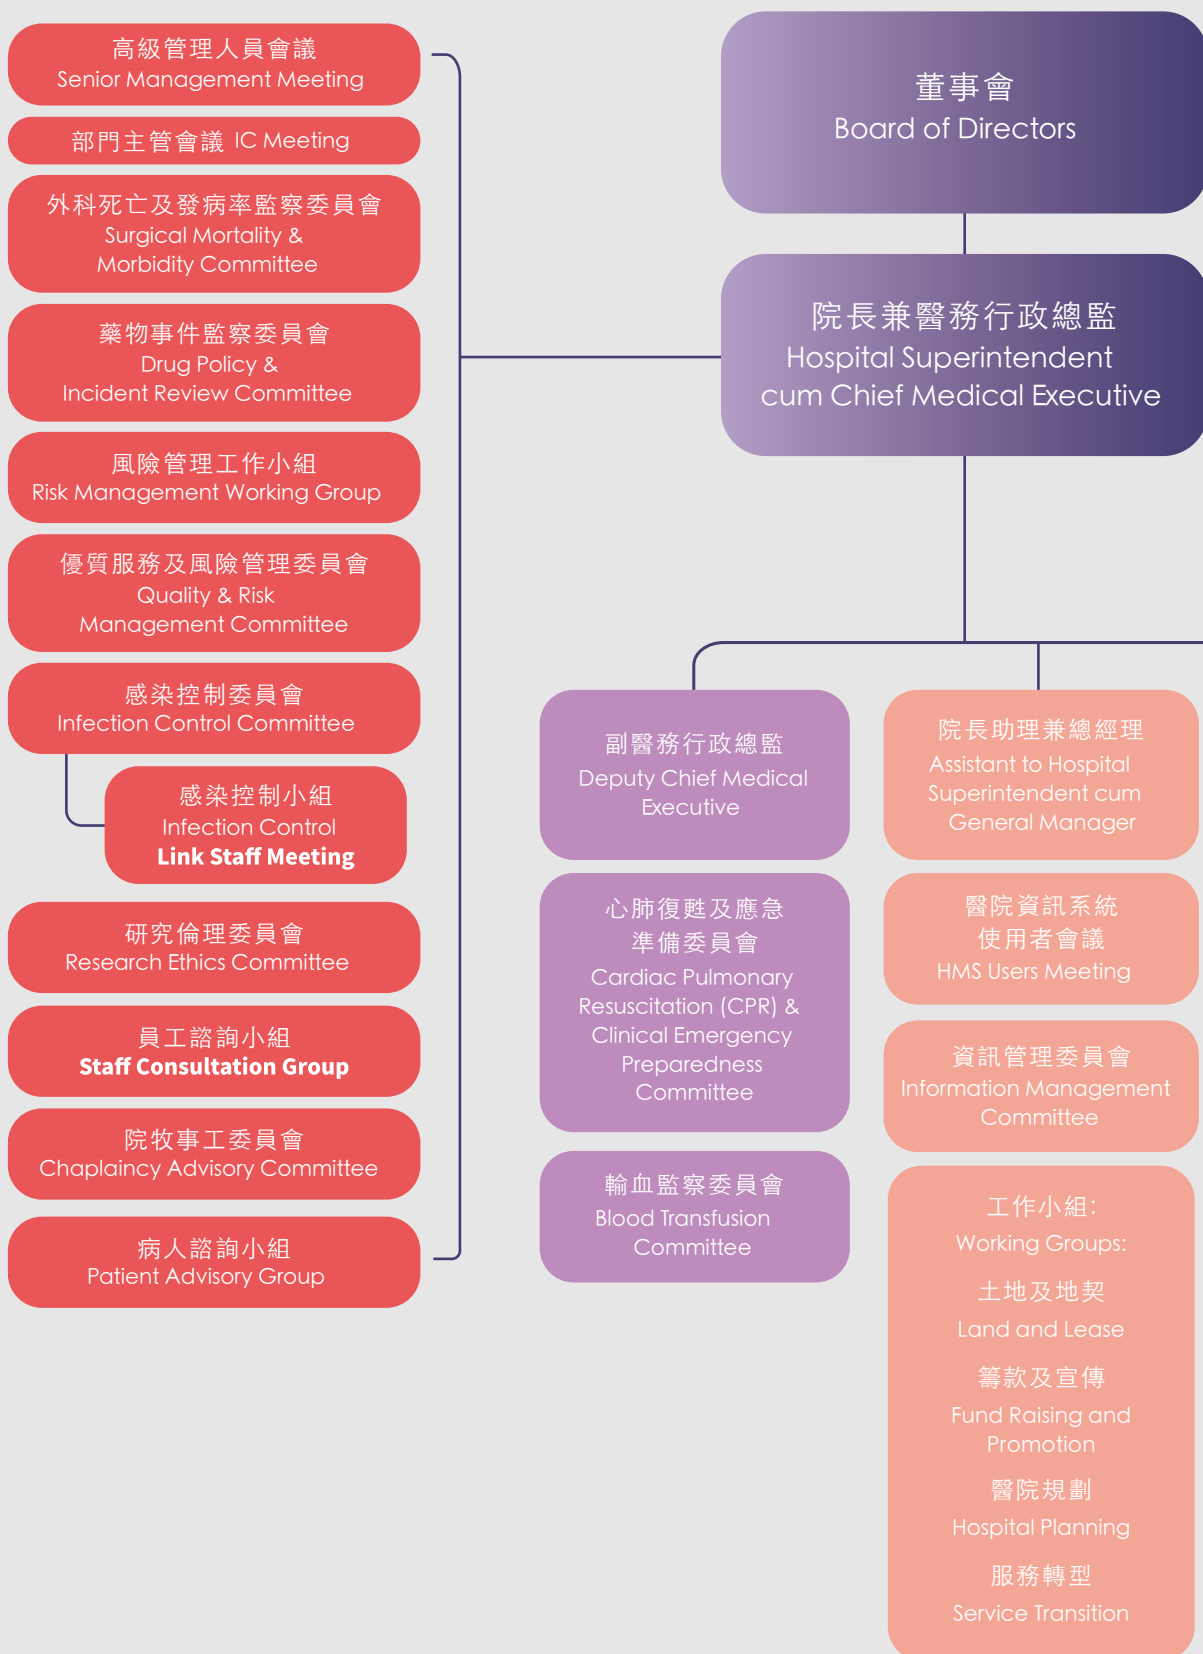 高級管理人員會議
Senior Management Meeting
部門主管會議 IC Meeting
外科死亡及發病率監察委員會
Surgical Mortality &
Morbidity Committee
藥物事件監察委員會
Drug Policy &
Incident Review Committee
風險管理工作小組
Risk Management Working Group
優質服務及風險管理委員會
Quality & Risk
Management Committee
感染控制委員會
Infection Control Committee
感染控制小組
Infection Control
Link Staff Meeting
研究倫理委員會
Research Ethics Committee
員工諮詢小組
Staff Consultation Group
院牧事工委員會
Chaplaincy Advisory Committee
病人諮詢小組
Patient Advisory Group
董事會
Board of Directors
院長兼醫務行政總監
Hospital Superintendent
cum Chief Medical Executive
副醫務行政總監
Deputy Chief Medical
Executive
心肺復甦及應急
準備委員會
Cardiac Pulmonary
Resuscitation (CPR) &
Clinical Emergency
Preparedness
Committee
輸血監察委員會
Blood Transfusion
Committee
院長助理兼總經理
Assistant to Hospital
Superintendent cum
General Manager
醫院資訊系統
使用者會議
HMS Users Meeting
資訊管理委員會
Information Management
Committee
工作小組:
Working Groups:
土地及地契
Land and Lease
籌款及宣傳
Fund Raising and
Promotion
醫院規劃
Hospital Planning
服務轉型
Service Transition